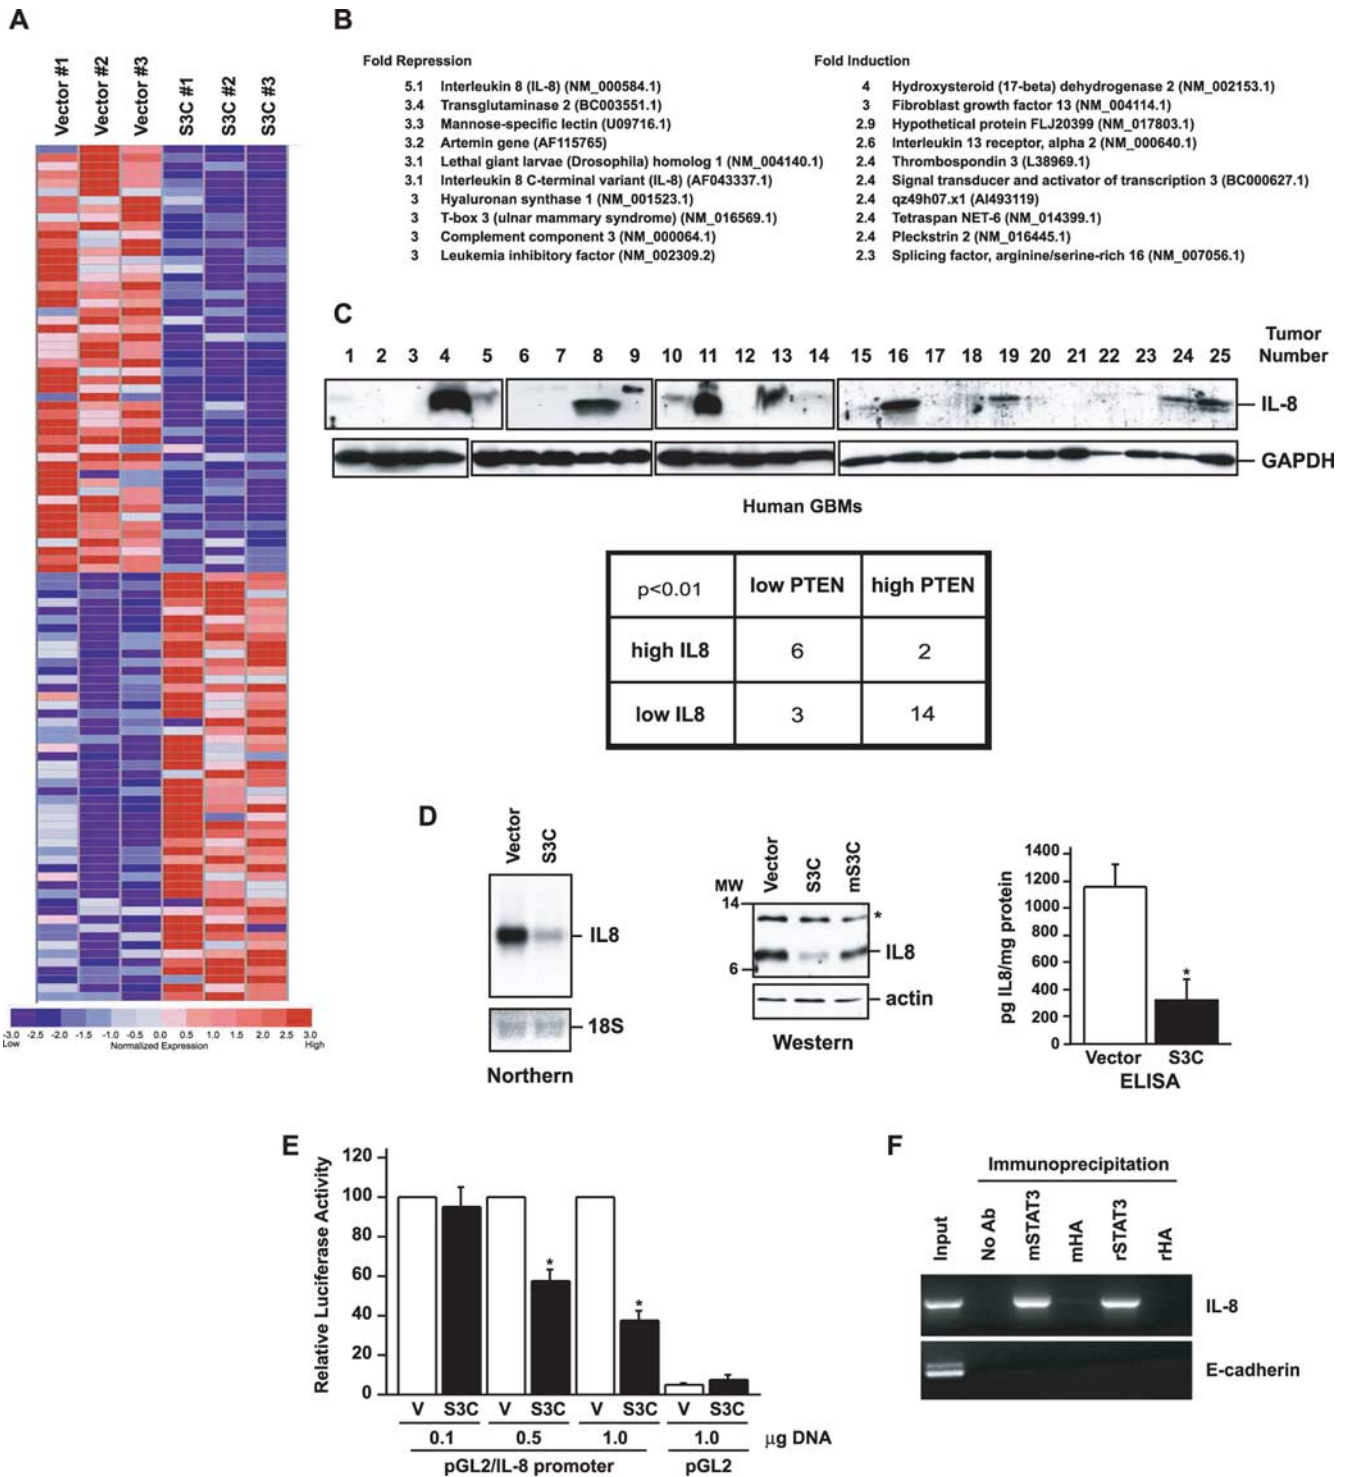 A
Vector #1
Vector #2
Vector #3
S3C #1
S3C #2
S3C #3
-3.0 -2.5 -2.0 -1.5 -1.0 -0.5 0.0 0.5 1.0 1.5 2.0 2.5 3.0
Low Normalized Expression High
B
Fold Repression
5.1 Interleukin 8 (IL-8) (NM_000584.1)
3.4 Transglutaminase 2 (BC003551.1)
3.3 Mannose-specific lectin (U09716.1)
3.2 Artemin gene (AF115765)
3.1 Lethal giant larvae (Drosophila) homolog 1 (NM_004140.1)
3.1 Interleukin 8 C-terminal variant (IL-8) (AF043337.1)
3 Hyaluronan synthase 1 (NM_001523.1)
3 T-box 3 (ulnar mammary syndrome) (NM_016569.1)
3 Complement component 3 (NM_000064.1)
3 Leukemia inhibitory factor (NM_002309.2)
Fold Induction
4 Hydroxysteroid (17-beta) dehydrogenase 2 (NM_002153.1)
3 Fibroblast growth factor 13 (NM_004114.1)
2.9 Hypothetical protein FLJ20399 (NM_017803.1)
2.6 Interleukin 13 receptor, alpha 2 (NM_000640.1)
2.4 Thrombospondin 3 (L38969.1)
2.4 Signal transducer and activator of transcription 3 (BC000627.1)
2.4 qz49h07.x1 (AI493119)
2.4 Tetraspan NET-6 (NM_014399.1)
2.4 Pleckstrin 2 (NM_016445.1)
2.3 Splicing factor, arginine/serine-rich 16 (NM_007056.1)
C
1 2 3 4 5 6 7 8 9 10 11 12 13 14 15 16 17 18 19 20 21 22 23 24 25
Tumor
Number
IL-8
GAPDH
Human GBMs
p<0.01 low PTEN high PTEN
high IL8 6 2
low IL8 3 14
D
Vector
S3C
IL8
18S
Northern
MW
Vector
S3C
mS3C
14
*
IL8
6
actin
Western
pg IL8/mg protein
1400
1200
1000
800
600
400
200
0
*
Vector S3C
ELISA
E
Relative Luciferase Activity
120
100
80
60
40
20
0
*
*
V S3C V S3C V S3C V S3C
0.1 0.5 1.0 1.0 µg DNA
pGL2/IL-8 promoter pGL2
F
Immunoprecipitation
Input
No Ab
mSTAT3
mHA
rSTAT3
rHA
IL-8
E-cadherin